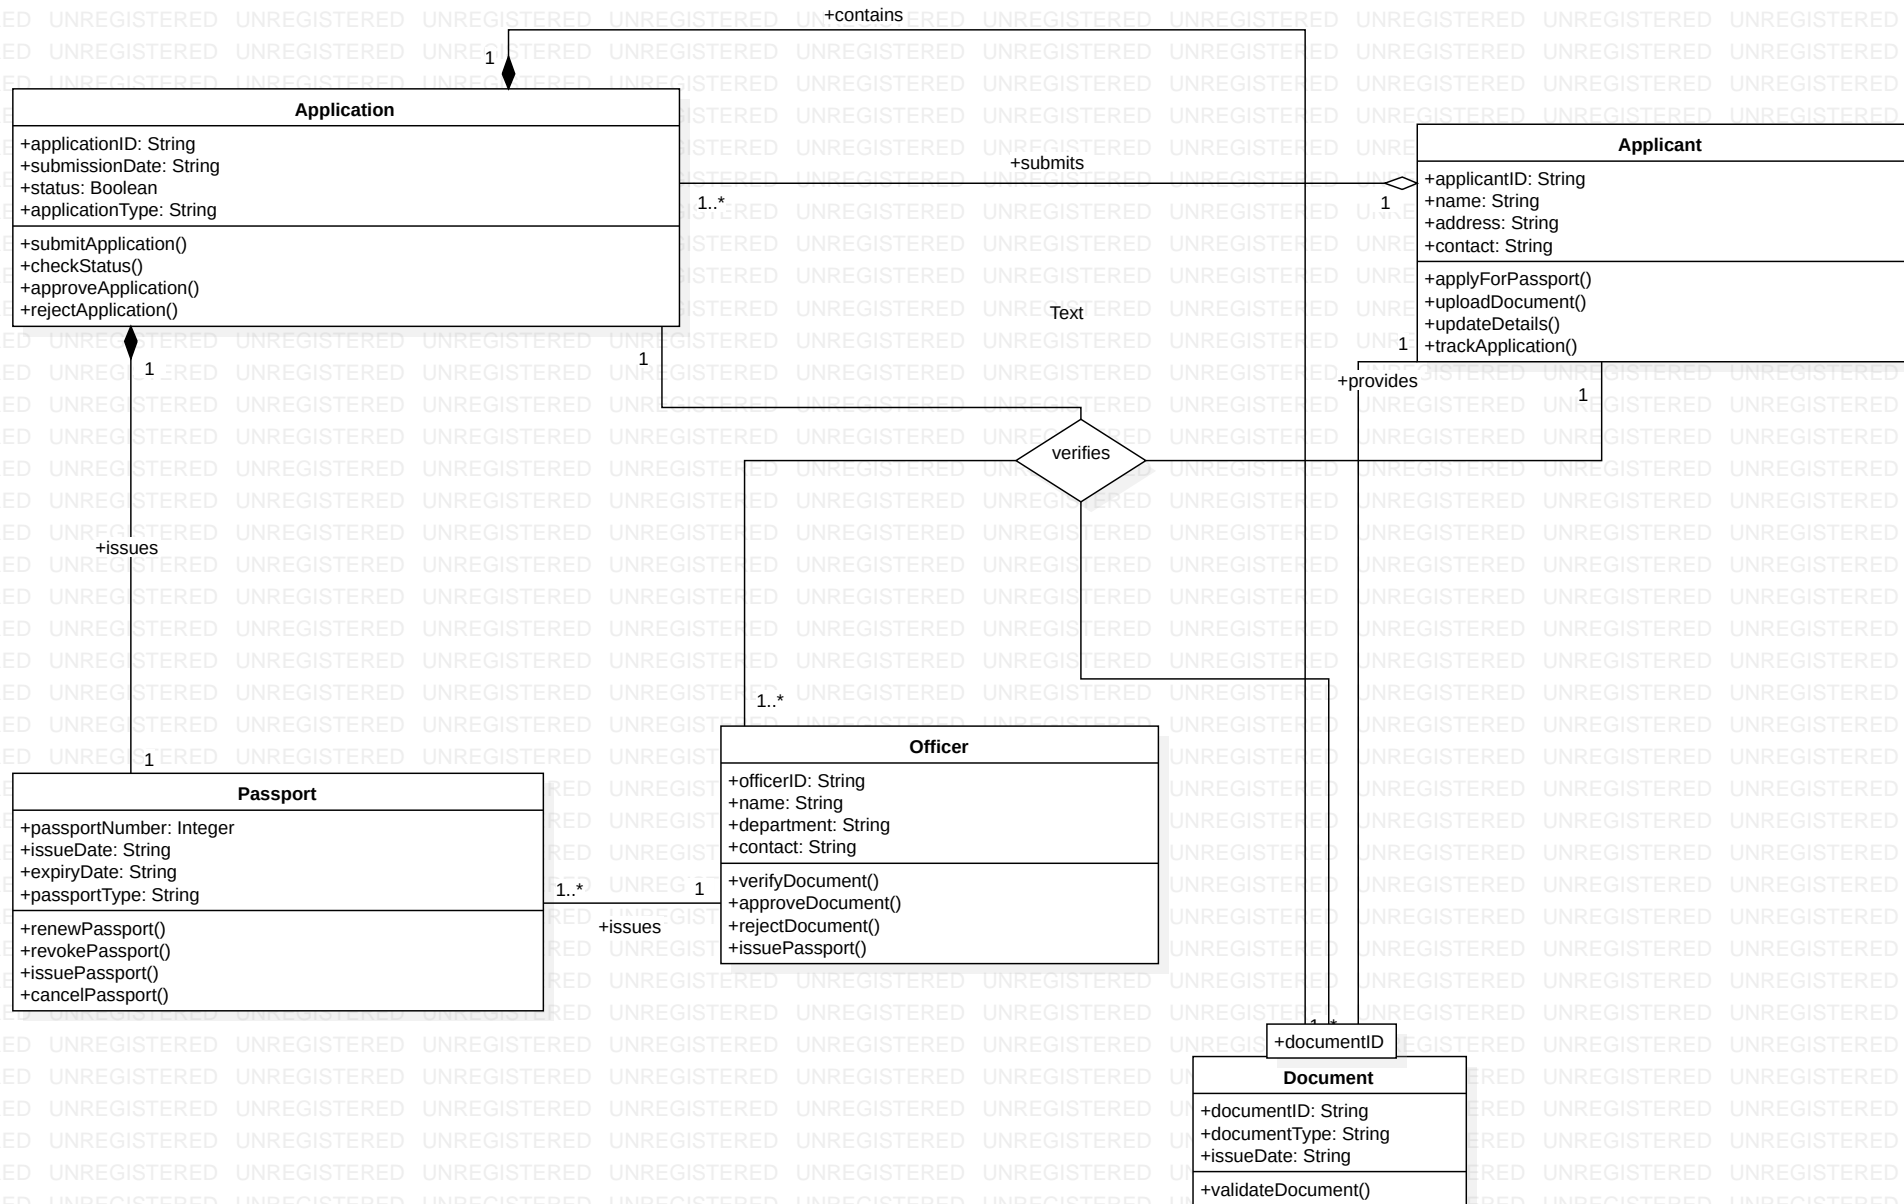 +contains
1
Application
+applicationID: String
+submissionDate: String
+status: Boolean
+applicationType: String
+submitApplication()
+checkStatus()
+approveApplication()
+rejectApplication()
+submits
1..*
1
Applicant
+applicantID: String
+name: String
+address: String
+contact: String
+applyForPassport()
+uploadDocument()
+updateDetails()
+trackApplication()
Text
1
1
1
+provides
1
verifies
+issues
1..*
1
Passport
+passportNumber: Integer
+issueDate: String
+expiryDate: String
+passportType: String
+renewPassport()
+revokePassport()
+issuePassport()
+cancelPassport()
1..*
1
+issues
Officer
+officerID: String
+name: String
+department: String
+contact: String
+verifyDocument()
+approveDocument()
+rejectDocument()
+issuePassport()
+documentID
Document
+documentID: String
+documentType: String
+issueDate: String
+validateDocument()
UNREGISTERED